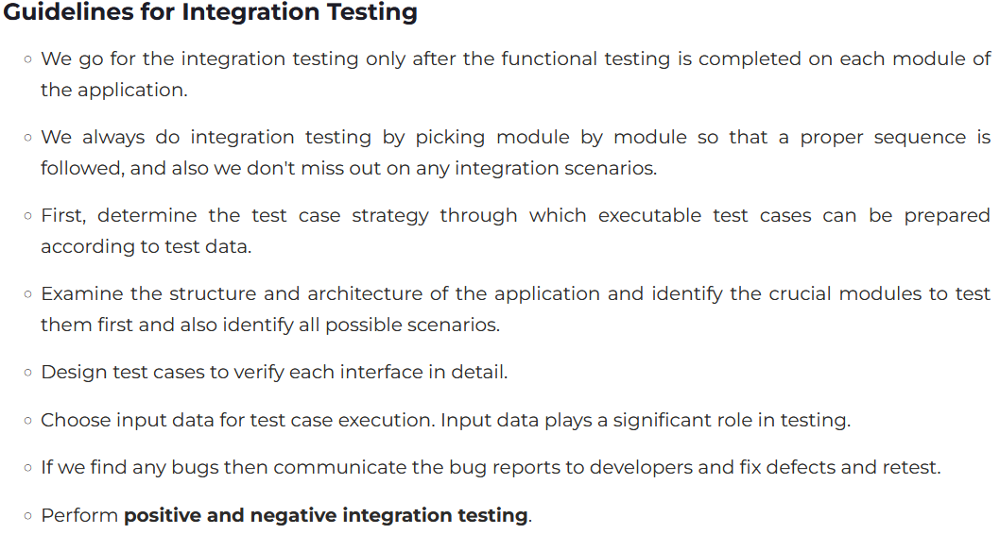 Guidelines for Integration Testing
○ We go for the integration testing only after the functional testing is completed on each module of
the application.
○ We always do integration testing by picking module by module so that a proper sequence is
followed, and also we don't miss out on any integration scenarios.
○ First, determine the test case strategy through which executable test cases can be prepared
according to test data.
○ Examine the structure and architecture of the application and identify the crucial modules to test
them first and also identify all possible scenarios.
○ Design test cases to verify each interface in detail.
○ Choose input data for test case execution. Input data plays a significant role in testing.
○ If we find any bugs then communicate the bug reports to developers and fix defects and retest.
○ Perform positive and negative integration testing.